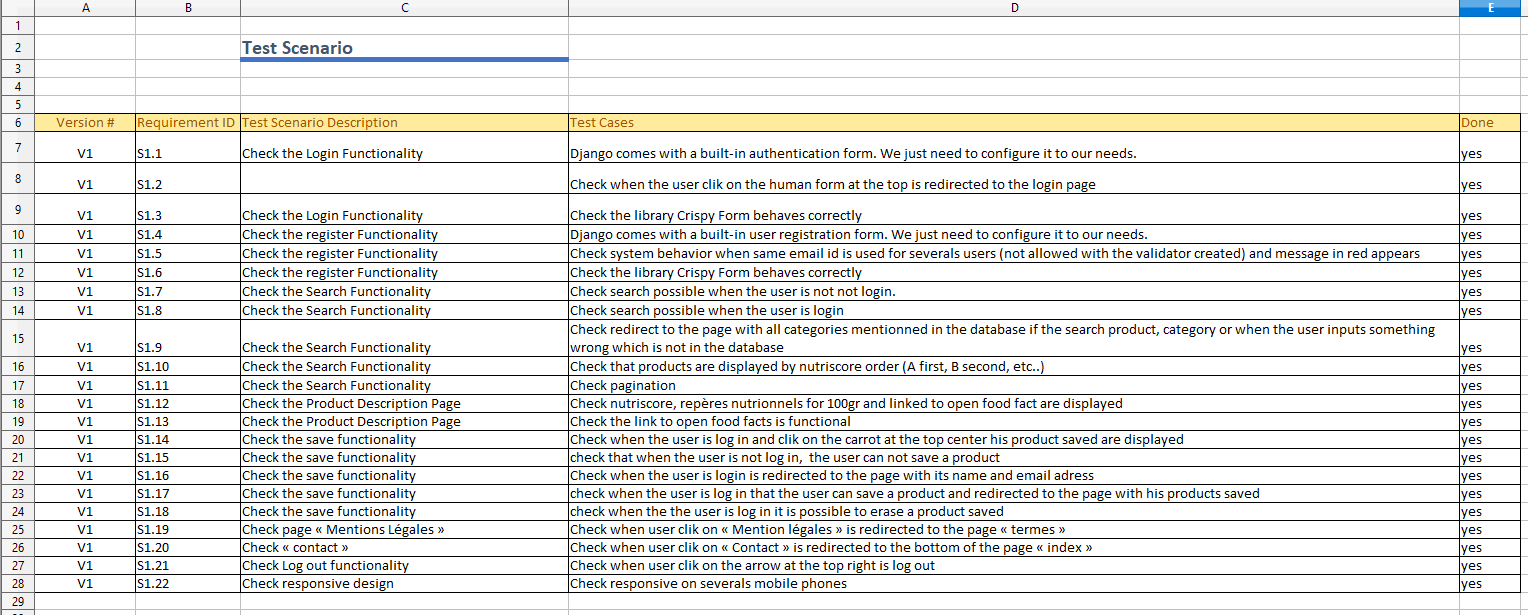 A B C D E
1
2 Test Scenario
3
4
5
6 Version # Requirement ID Test Scenario Description Test Cases Done
7 V1 S1.1 Check the Login Functionality Django comes with a built-in authentication form. We just need to configure it to our needs. yes
8 V1 S1.2 Check when the user clik on the human form at the top is redirected to the login page yes
9 V1 S1.3 Check the Login Functionality Check the library Crispy Form behaves correctly yes
10 V1 S1.4 Check the register Functionality Django comes with a built-in user registration form. We just need to configure it to our needs. yes
11 V1 S1.5 Check the register Functionality Check system behavior when same email id is used for severals users (not allowed with the validator created) and message in red appears yes
12 V1 S1.6 Check the register Functionality Check the library Crispy Form behaves correctly yes
13 V1 S1.7 Check the Search Functionality Check search possible when the user is not not login. yes
14 V1 S1.8 Check the Search Functionality Check search possible when the user is login yes
15 V1 S1.9 Check the Search Functionality Check redirect to the page with all categories mentionned in the database if the search product, category or when the user inputs something
wrong which is not in the database yes
16 V1 S1.10 Check the Search Functionality Check that products are displayed by nutriscore order (A first, B second, etc..) yes
17 V1 S1.11 Check the Search Functionality Check pagination yes
18 V1 S1.12 Check the Product Description Page Check nutriscore, repères nutrionnels for 100gr and linked to open food fact are displayed yes
19 V1 S1.13 Check the Product Description Page Check the link to open food facts is functional yes
20 V1 S1.14 Check the save functionality Check when the user is log in and clik on the carrot at the top center his product saved are displayed yes
21 V1 S1.15 Check the save functionality check that when the user is not log in, the user can not save a product yes
22 V1 S1.16 Check the save functionality Check when the user is login is redirected to the page with its name and email adress yes
23 V1 S1.17 Check the save functionality check when the user is log in that the user can save a product and redirected to the page with his products saved yes
24 V1 S1.18 Check the save functionality check when the the user is log in it is possible to erase a product saved yes
25 V1 S1.19 Check page « Mentions Légales » Check when user clik on « Mention légales » is redirected to the page « termes » yes
26 V1 S1.20 Check « contact » Check when user clik on « Contact » is redirected to the bottom of the page « index » yes
27 V1 S1.21 Check Log out functionality Check when user clik on the arrow at the top right is log out yes
28 V1 S1.22 Check responsive design Check responsive on severals mobile phones yes
29